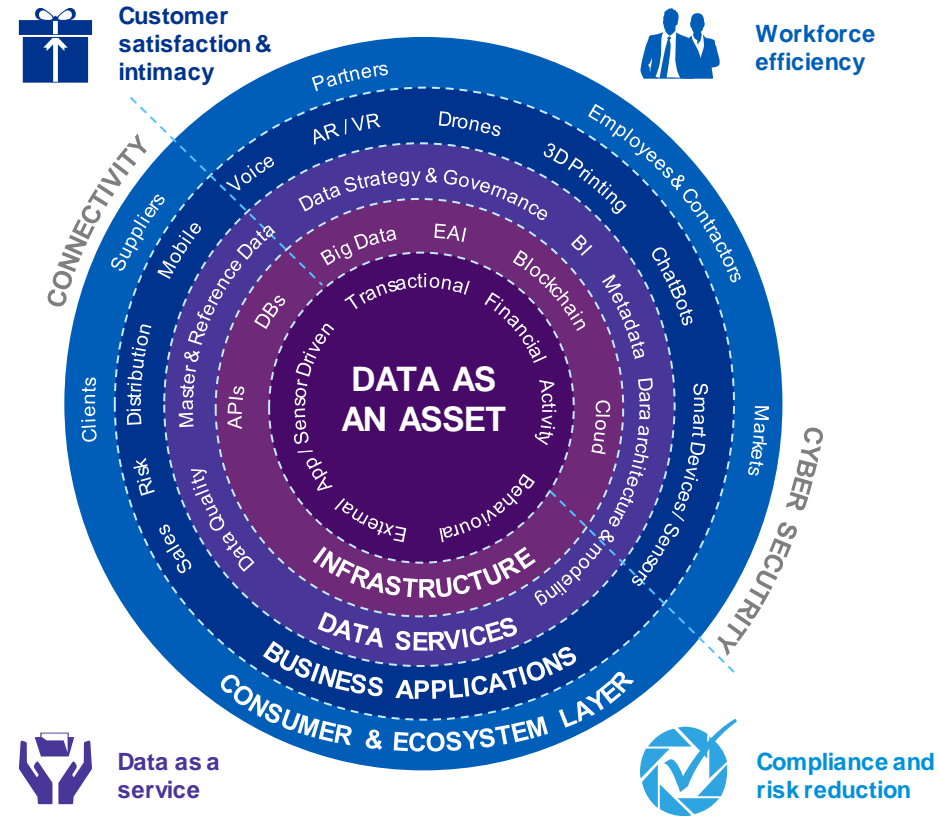 Customer
satisfaction &
intimacy
Workforce
efficiency
CONNECTIVITY
CYBER SECUTRITY
Clients
Suppliers
Partners
Employees & Contractors
Markets
CONSUMER & ECOSYSTEM LAYER
Sales
Risk
Distribution
Mobile
Voice
AR / VR
Drones
3D Printing
ChatBots
Smart Devices/ Sensors
BUSINESS APPLICATIONS
Data Quality
Master & Reference Data
Data Strategy & Governance
BI
Metadata
Dara architecture & modeling
DATA SERVICES
APIs
DBs
Big Data
EAI
Blockchain
Cloud
INFRASTRUCTURE
External
App / Sensor Driven
Transactional
Financial
Activity
Behavioural
DATA AS
AN ASSET
Data as a
service
Compliance and
risk reduction